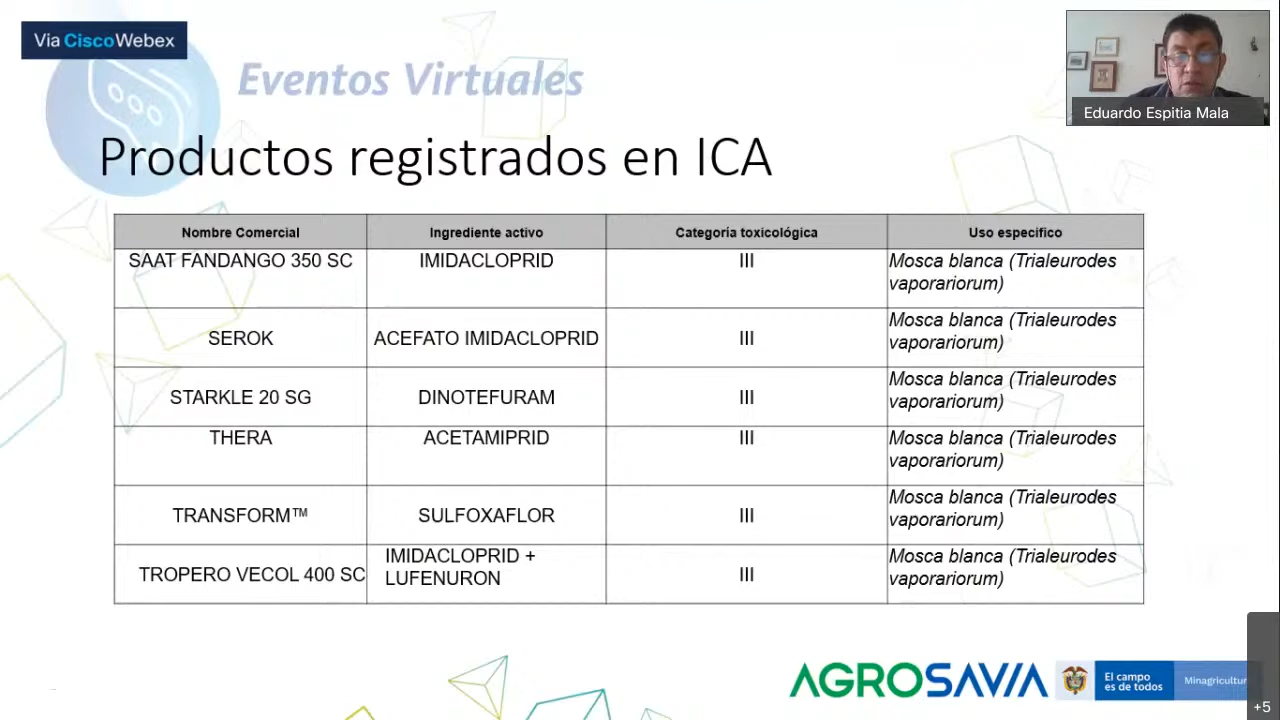 Via CiscoWebex
Eventos Virtuales
Eduardo Espitia Mala
Productos registrados en ICA
Nombre Comercial Ingrediente activo Categoría toxicológica Uso específico
SAAT FANDANGO 350 SC IMIDACLOPRID III Mosca blanca (Trialeurodes
vaporariorum)
SEROK ACEFATO IMIDACLOPRID III Mosca blanca (Trialeurodes
vaporariorum)
STARKLE 20 SG DINOTEFURAM III Mosca blanca (Trialeurodes
vaporariorum)
THERA ACETAMIPRID III Mosca blanca (Trialeurodes
vaporariorum)
TRANSFORM™ SULFOXAFLOR III Mosca blanca (Trialeurodes
vaporariorum)
TROPERO VECOL 400 SC IMIDACLOPRID + LUFENURON III Mosca blanca (Trialeurodes
vaporariorum)
AGROSAVIA
El campo
es de todos
Minagricultur
+5